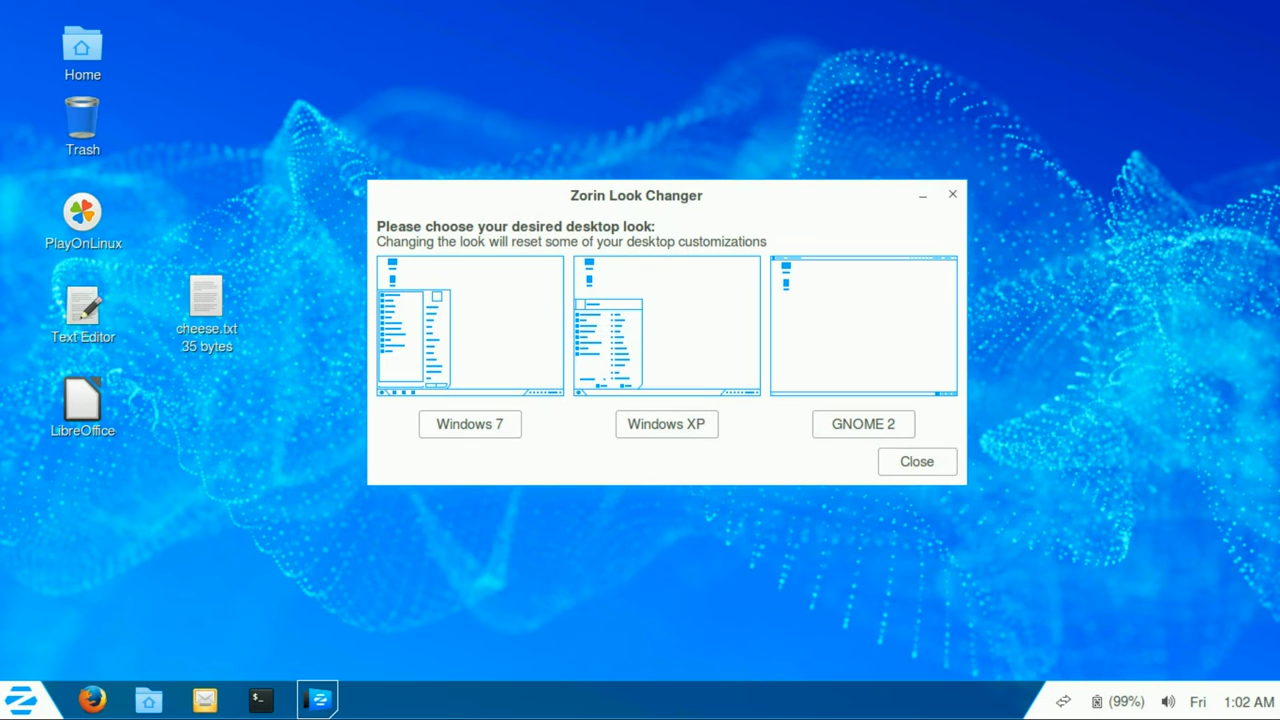 Home
Trash
PlayOnLinux
Text Editor
cheese.txt
35 bytes
LibreOffice
Zorin Look Changer
Please choose your desired desktop look:
Changing the look will reset some of your desktop customizations
Windows 7
Windows XP
GNOME 2
Close
(99%)
Fri
1:02 AM